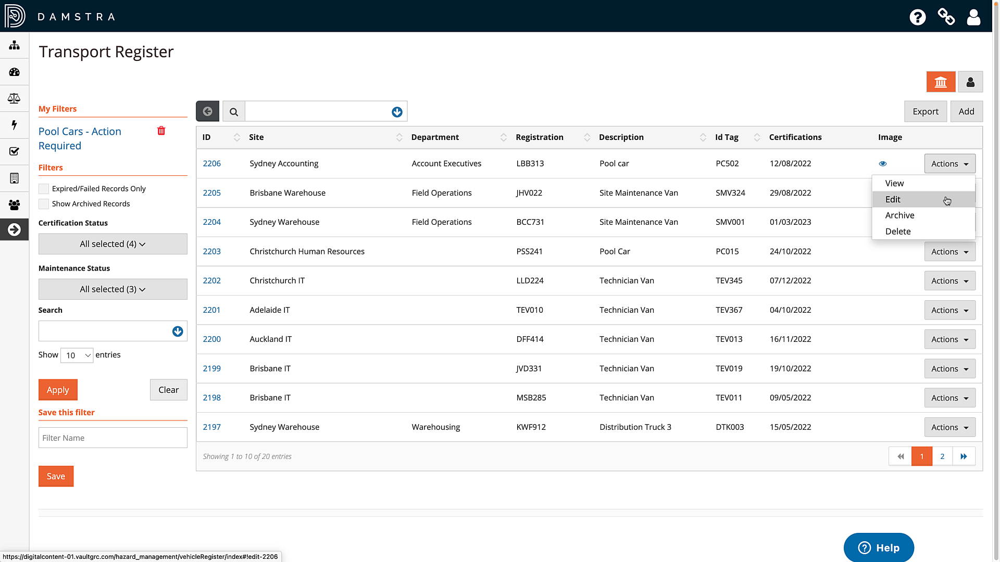 DAMSTRA
Transport Register
My Filters
Pool Cars - Action
Required
Filters
Expired/Failed Records Only
Show Archived Records
Certification Status
All selected (4)
Maintenance Status
All selected (3)
Search
Show 10 entries
Apply Clear
Save this filter
Filter Name
Save
Export Add
ID Site Department Registration Description Id Tag Certifications Image
2206 Sydney Accounting Account Executives LBB313 Pool car PC502 12/08/2022 Actions
View
Edit
Archive
Delete
2205 Brisbane Warehouse Field Operations JHV022 Site Maintenance Van SMV324 29/08/2022
2204 Sydney Warehouse Field Operations BCC731 Site Maintenance Van SMV001 01/03/2023
2203 Christchurch Human Resources PSS241 Pool Car PC015 24/10/2022 Actions
2202 Christchurch IT LLD224 Technician Van TEV345 07/12/2022 Actions
2201 Adelaide IT TEV010 Technician Van TEV367 04/10/2022 Actions
2200 Auckland IT DFF414 Technician Van TEV013 16/11/2022 Actions
2199 Brisbane IT JVD331 Technician Van TEV019 19/10/2022 Actions
2198 Brisbane IT MSB285 Technician Van TEV011 09/05/2022 Actions
2197 Sydney Warehouse Warehousing KWF912 Distribution Truck 3 DTK003 15/05/2022 Actions
Showing 1 to 10 of 20 entries
1 2
Help
https://digitalcontent-01.vaultgrc.com/hazard_management/vehicleRegister/index#!edit-2206